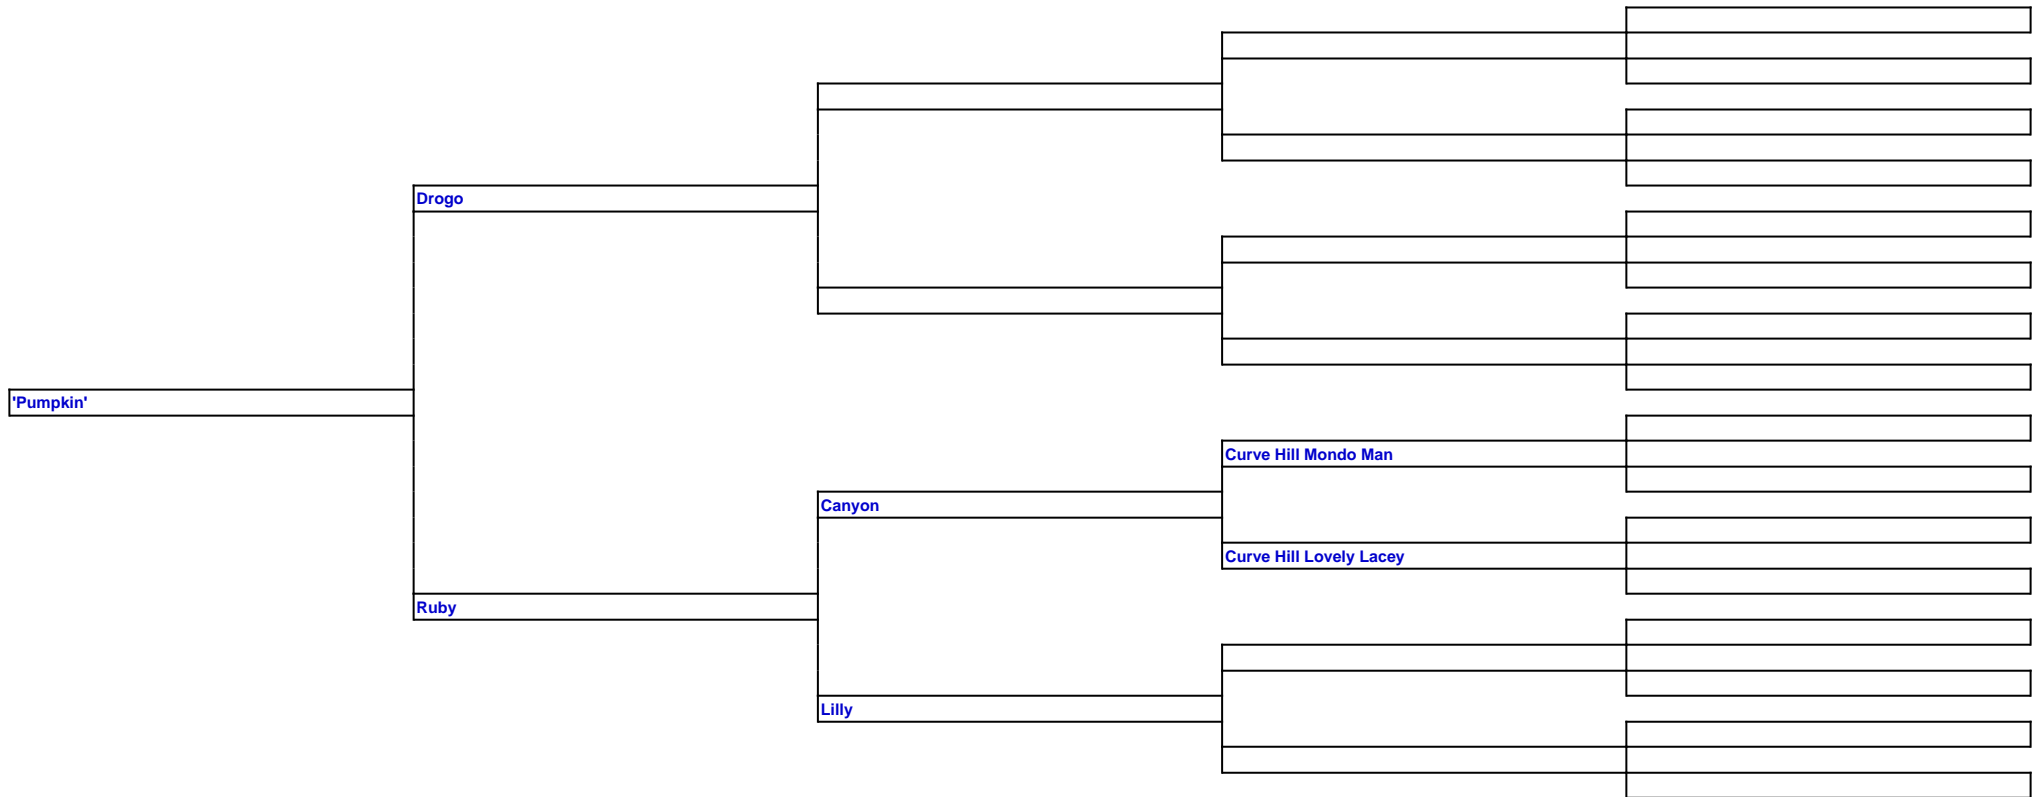 Drogo
'Pumpkin'
Curve Hill Mondo Man
Canyon
Curve Hill Lovely Lacey
Ruby
Lilly